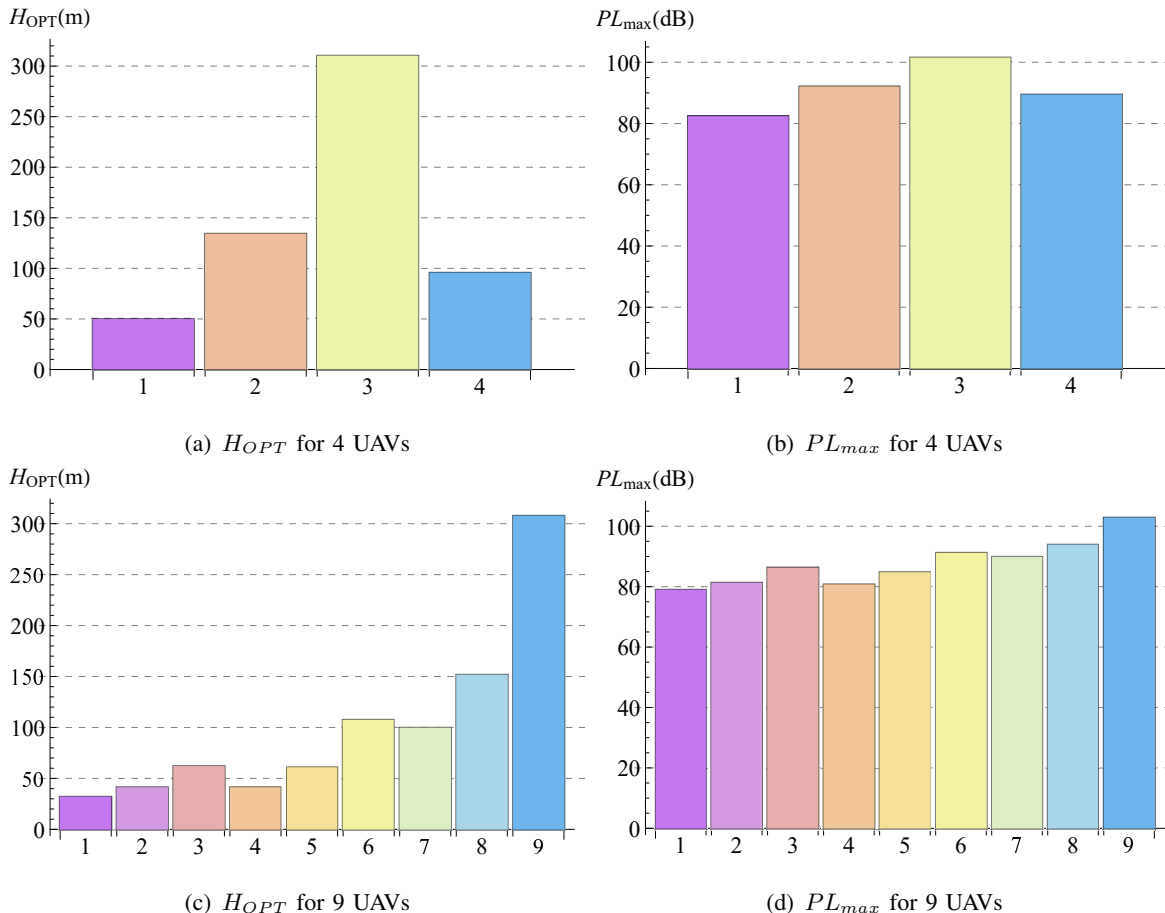 H_OPT(m)
300
250
200
150
100
50
0
1 2 3 4
(a) H_OPT for 4 UAVs
PL_max(dB)
100
80
60
40
20
0
1 2 3 4
(b) PL_max for 4 UAVs
H_OPT(m)
300
250
200
150
100
50
0
1 2 3 4 5 6 7 8 9
(c) H_OPT for 9 UAVs
PL_max(dB)
100
80
60
40
20
0
1 2 3 4 5 6 7 8 9
(d) PL_max for 9 UAVs